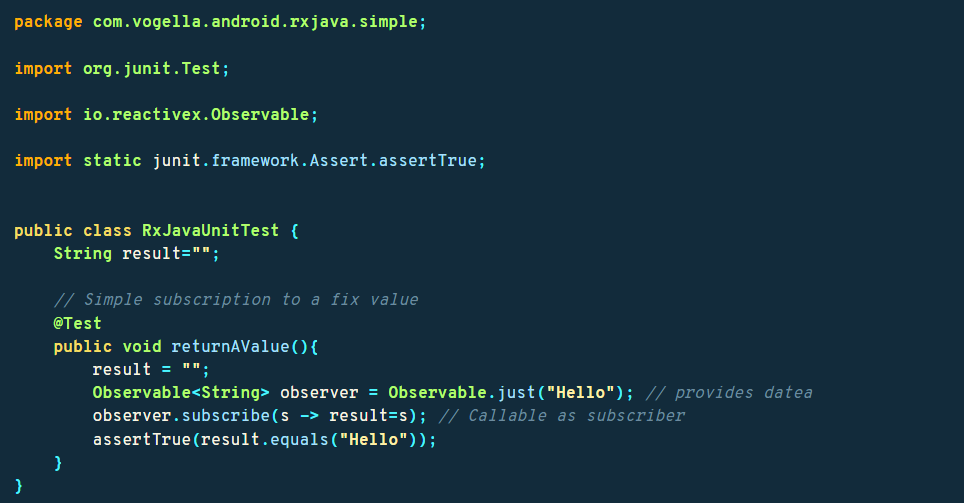 package com.vogella.android.rxjava.simple;
import org.junit.Test;
import io.reactivex.Observable;
import static junit.framework.Assert.assertTrue;
public class RxJavaUnitTest {
String result="";
// Simple subscription to a fix value
@Test
public void returnAValue(){
result = "";
Observable<String> observer = Observable.just("Hello"); // provides datea
observer.subscribe(s -> result=s); // Callable as subscriber
assertTrue(result.equals("Hello"));
}
}